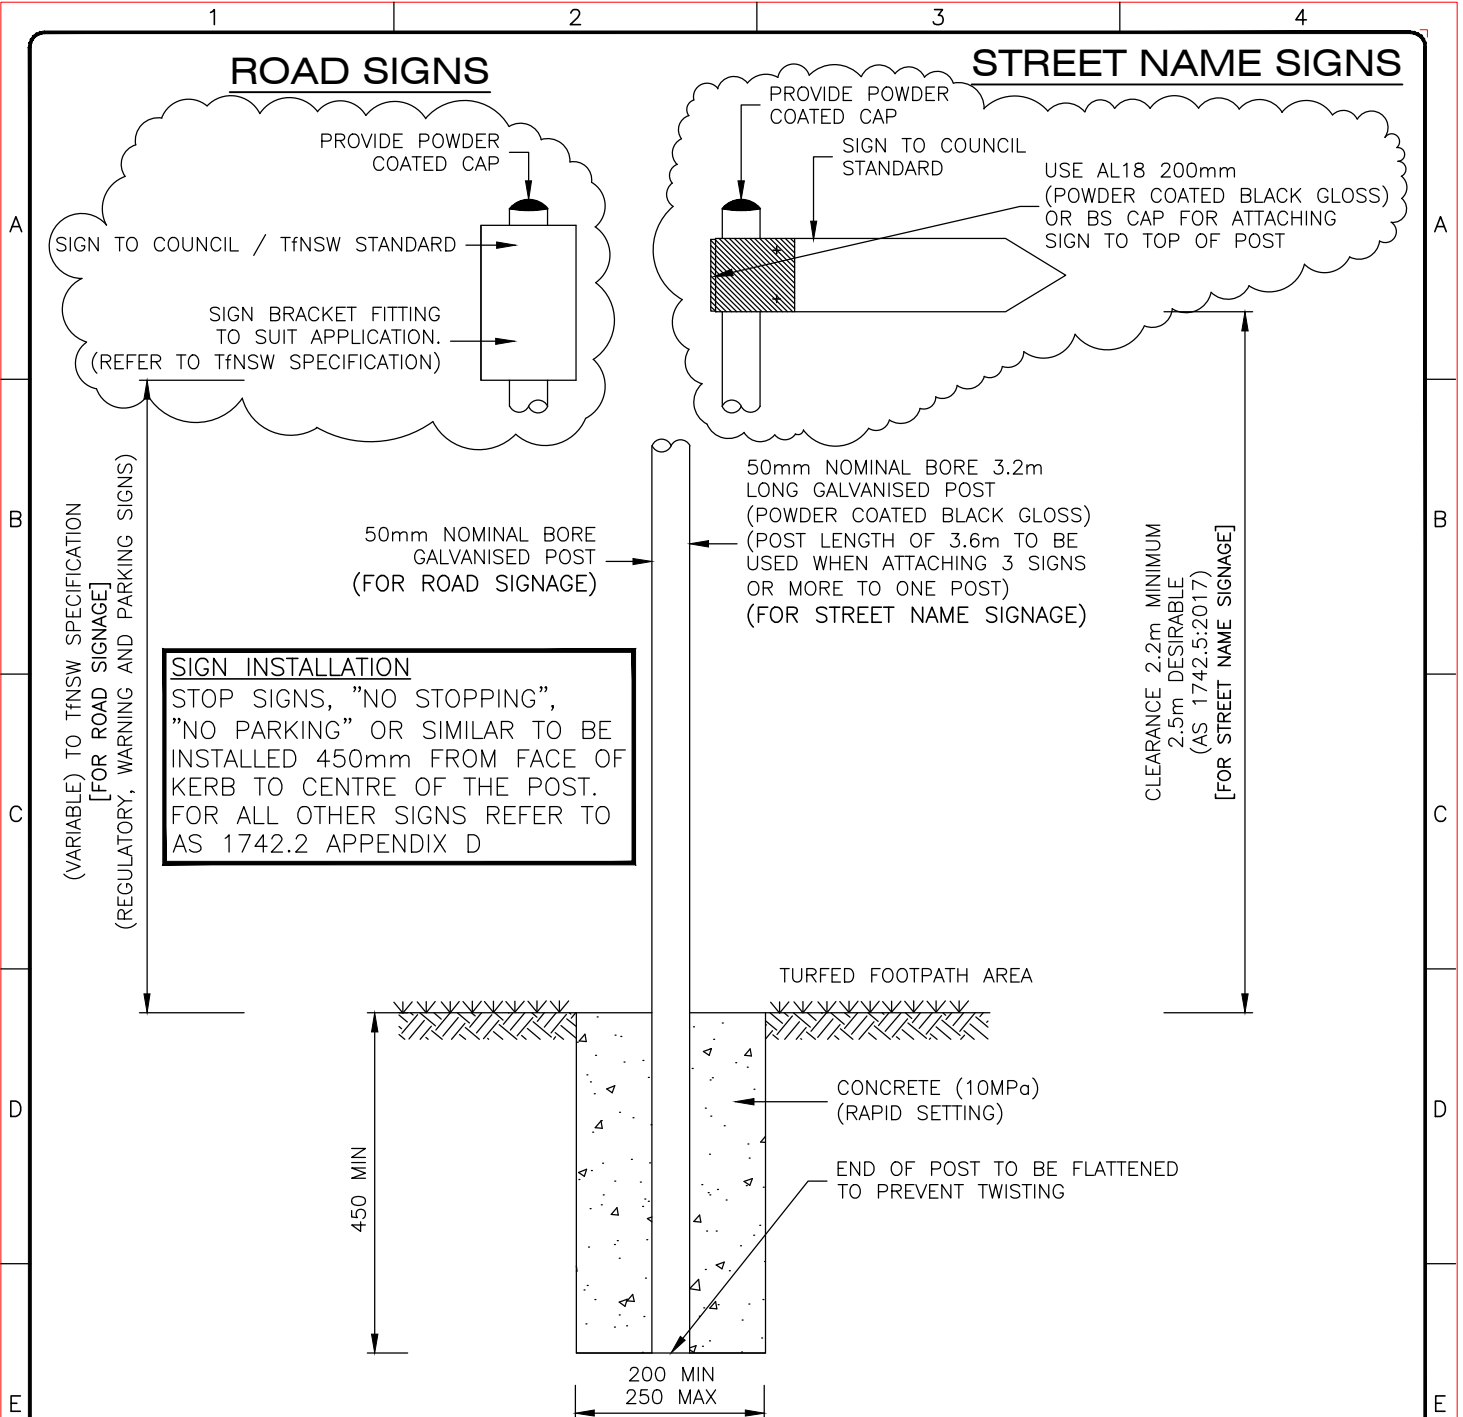 1
2
3
4
ROAD SIGNS
STREET NAME SIGNS
PROVIDE POWDER
COATED CAP
SIGN TO COUNCIL / TfNSW STANDARD
SIGN BRACKET FITTING
TO SUIT APPLICATION.
(REFER TO TfNSW SPECIFICATION)
PROVIDE POWDER
COATED CAP
SIGN TO COUNCIL
STANDARD
USE AL18 200mm
(POWDER COATED BLACK GLOSS)
OR BS CAP FOR ATTACHING
SIGN TO TOP OF POST
A
A
B
B
50mm NOMINAL BORE
GALVANISED POST
(FOR ROAD SIGNAGE)
50mm NOMINAL BORE 3.2m
LONG GALVANISED POST
(POWDER COATED BLACK GLOSS)
(POST LENGTH OF 3.6m TO BE
USED WHEN ATTACHING 3 SIGNS
OR MORE TO ONE POST)
(FOR STREET NAME SIGNAGE)
(VARIABLE) TO TfNSW SPECIFICATION
[FOR ROAD SIGNAGE]
(REGULATORY, WARNING AND PARKING SIGNS)
CLEARANCE 2.2m MINIMUM
2.5m DESIRABLE
(AS 1742.5:2017)
[FOR STREET NAME SIGNAGE]
SIGN INSTALLATION
STOP SIGNS, "NO STOPPING",
"NO PARKING" OR SIMILAR TO BE
INSTALLED 450mm FROM FACE OF
KERB TO CENTRE OF THE POST.
FOR ALL OTHER SIGNS REFER TO
AS 1742.2 APPENDIX D
C
C
TURFED FOOTPATH AREA
CONCRETE (10MPa)
(RAPID SETTING)
D
D
END OF POST TO BE FLATTENED
TO PREVENT TWISTING
450 MIN
200 MIN
250 MAX
E
E